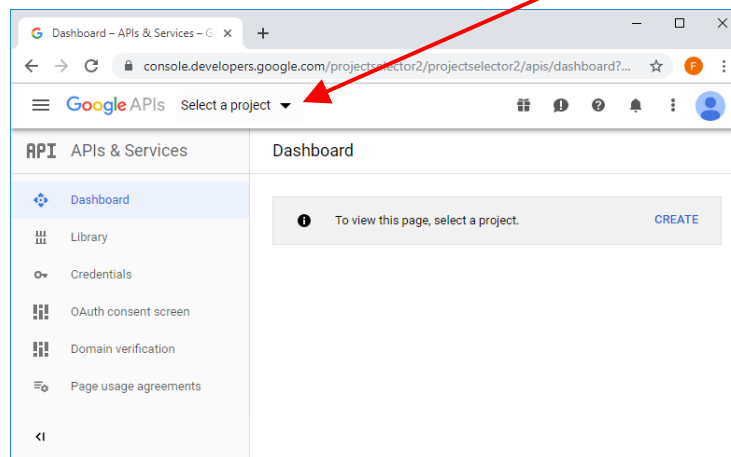 G Dashboard – APIs & Services – G
console.developers.google.com/projectselector2/projectselector2/apis/dashboard?...
F
Google APIs Select a project
API APIs & Services
Dashboard
Dashboard
To view this page, select a project. CREATE
Library
Credentials
OAuth consent screen
Domain verification
Page usage agreements